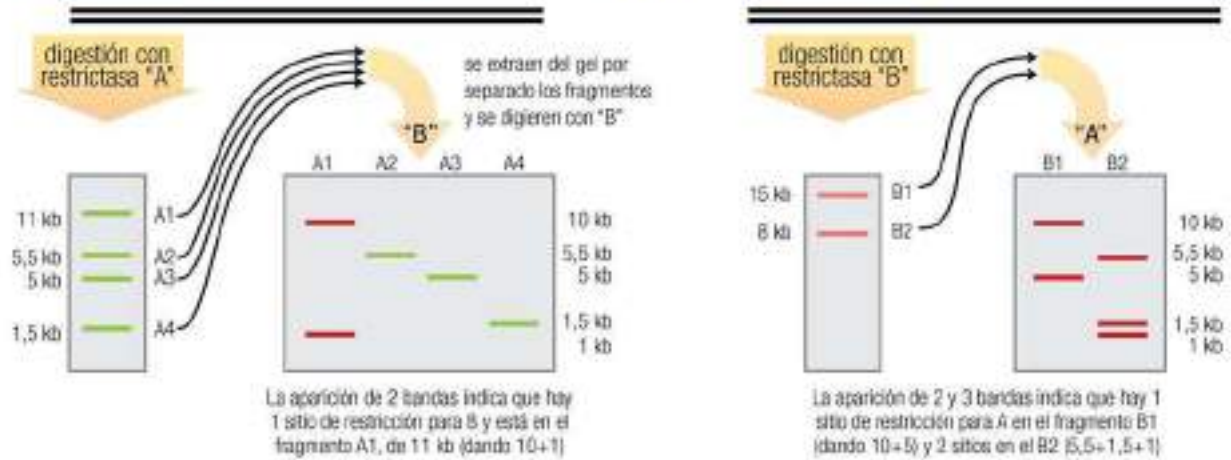 digestión con
restrictasa "A"
se extraen del gel por
separado los fragmentos
y se digieren con "B"
"B"
A1 A2 A3 A4
11 kb
5,5 kb
5 kb
1,5 kb
A1
A2
A3
A4
10 kb
5,5 kb
5 kb
1,5 kb
1 kb
La aparición de 2 bandas indica que hay
1 sitio de restricción para B y está en el
fragmento A1, de 11 kb (dando 10+1)
digestión con
restrictasa "B"
"A"
B1 B2
15 kb
8 kb
B1
B2
10 kb
5,5 kb
5 kb
1,5 kb
1 kb
La aparición de 2 y 3 bandas indica que hay 1
sitio de restricción para A en el fragmento B1
(dando 10+5) y 2 sitios en el B2 (5,5+1,5+1)